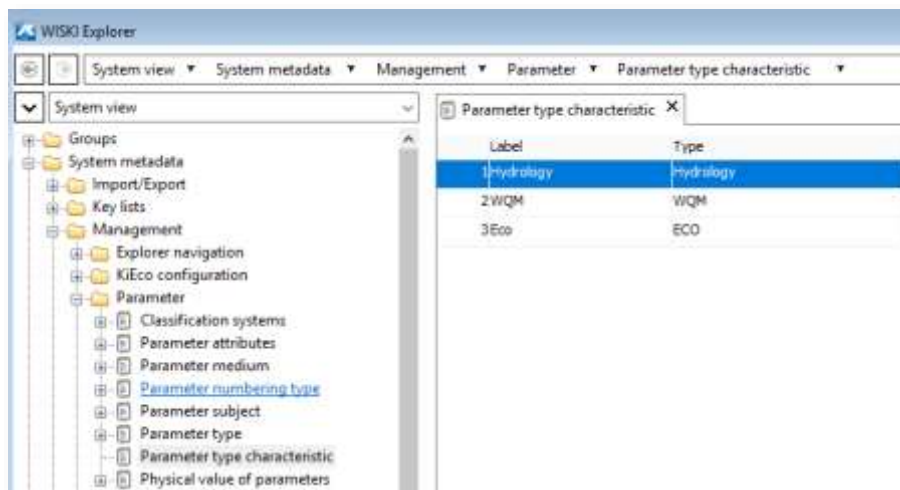 WISKI Explorer
System view ▼ System metadata ▼ Management ▼ Parameter ▼ Parameter type characteristic ▼
System view
Groups
System metadata
Import/Export
Key lists
Management
Explorer navigation
KiEco configuration
Parameter
Classification systems
Parameter attributes
Parameter medium
Parameter numbering type
Parameter subject
Parameter type
Parameter type characteristic
Physical value of parameters
Parameter type characteristic X
Label Type
1 Hydrology Hydrology
2 WQM WQM
3 Eco ECO